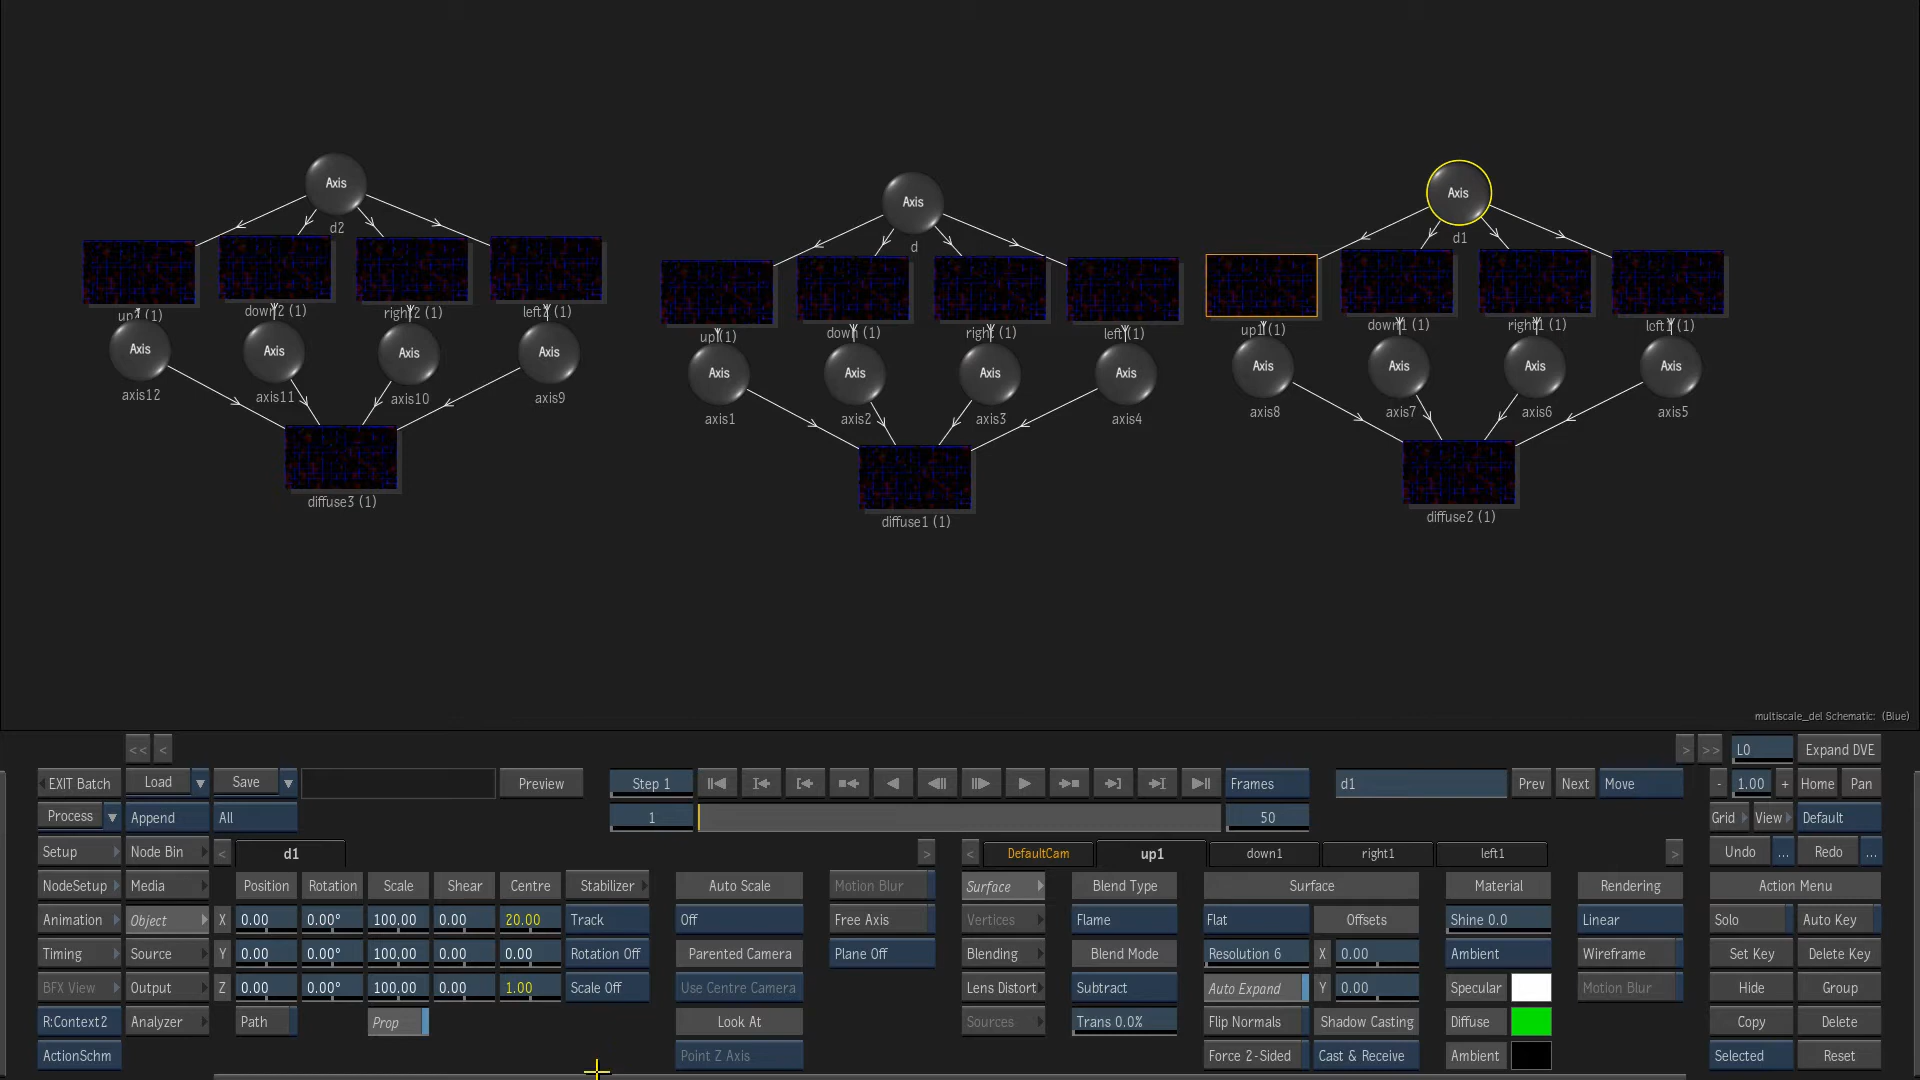 Axis
d2
Axis
d
Axis
d1
up2 (1)
down2 (1)
right2 (1)
left2 (1)
up (1)
down (1)
right (1)
left (1)
up1 (1)
down1 (1)
right1 (1)
left1 (1)
Axis
Axis
Axis
Axis
Axis
Axis
Axis
Axis
Axis
Axis
Axis
Axis
axis12
axis11
axis10
axis9
axis1
axis2
axis3
axis4
axis8
axis7
axis6
axis5
diffuse3 (1)
diffuse1 (1)
diffuse2 (1)
multiscale_del Schematic: (Blue)
<< < > >> L0 Expand DVE
EXIT Batch Load Save Preview Step 1 Frames d1 Prev Next Move - 1.00 + Home Pan
Process Append All 1 50 Grid View Default
Setup Node Bin < d1 > < DefaultCam up1 down1 right1 left1 > Undo ... Redo ...
NodeSetup Media Position Rotation Scale Shear Centre Stabilizer Auto Scale Motion Blur Surface Blend Type Surface Material Rendering Action Menu
Animation Object X 0.00 0.00° 100.00 0.00 20.00 Track Off Free Axis Vertices Flame Flat Offsets Shine 0.0 Linear Solo Auto Key
Timing Source Y 0.00 0.00° 100.00 0.00 0.00 Rotation Off Parented Camera Plane Off Blending Blend Mode Resolution 6 X 0.00 Ambient Wireframe Set Key Delete Key
BFX View Output Z 0.00 0.00° 100.00 0.00 1.00 Scale Off Use Centre Camera Lens Distort Subtract Auto Expand Y 0.00 Specular Motion Blur Hide Group
R:Context2 Analyzer Path Prop Look At Sources Trans 0.0% Flip Normals Shadow Casting Diffuse Copy Delete
ActionSchm Point Z Axis Force 2-Sided Cast & Receive Ambient Selected Reset